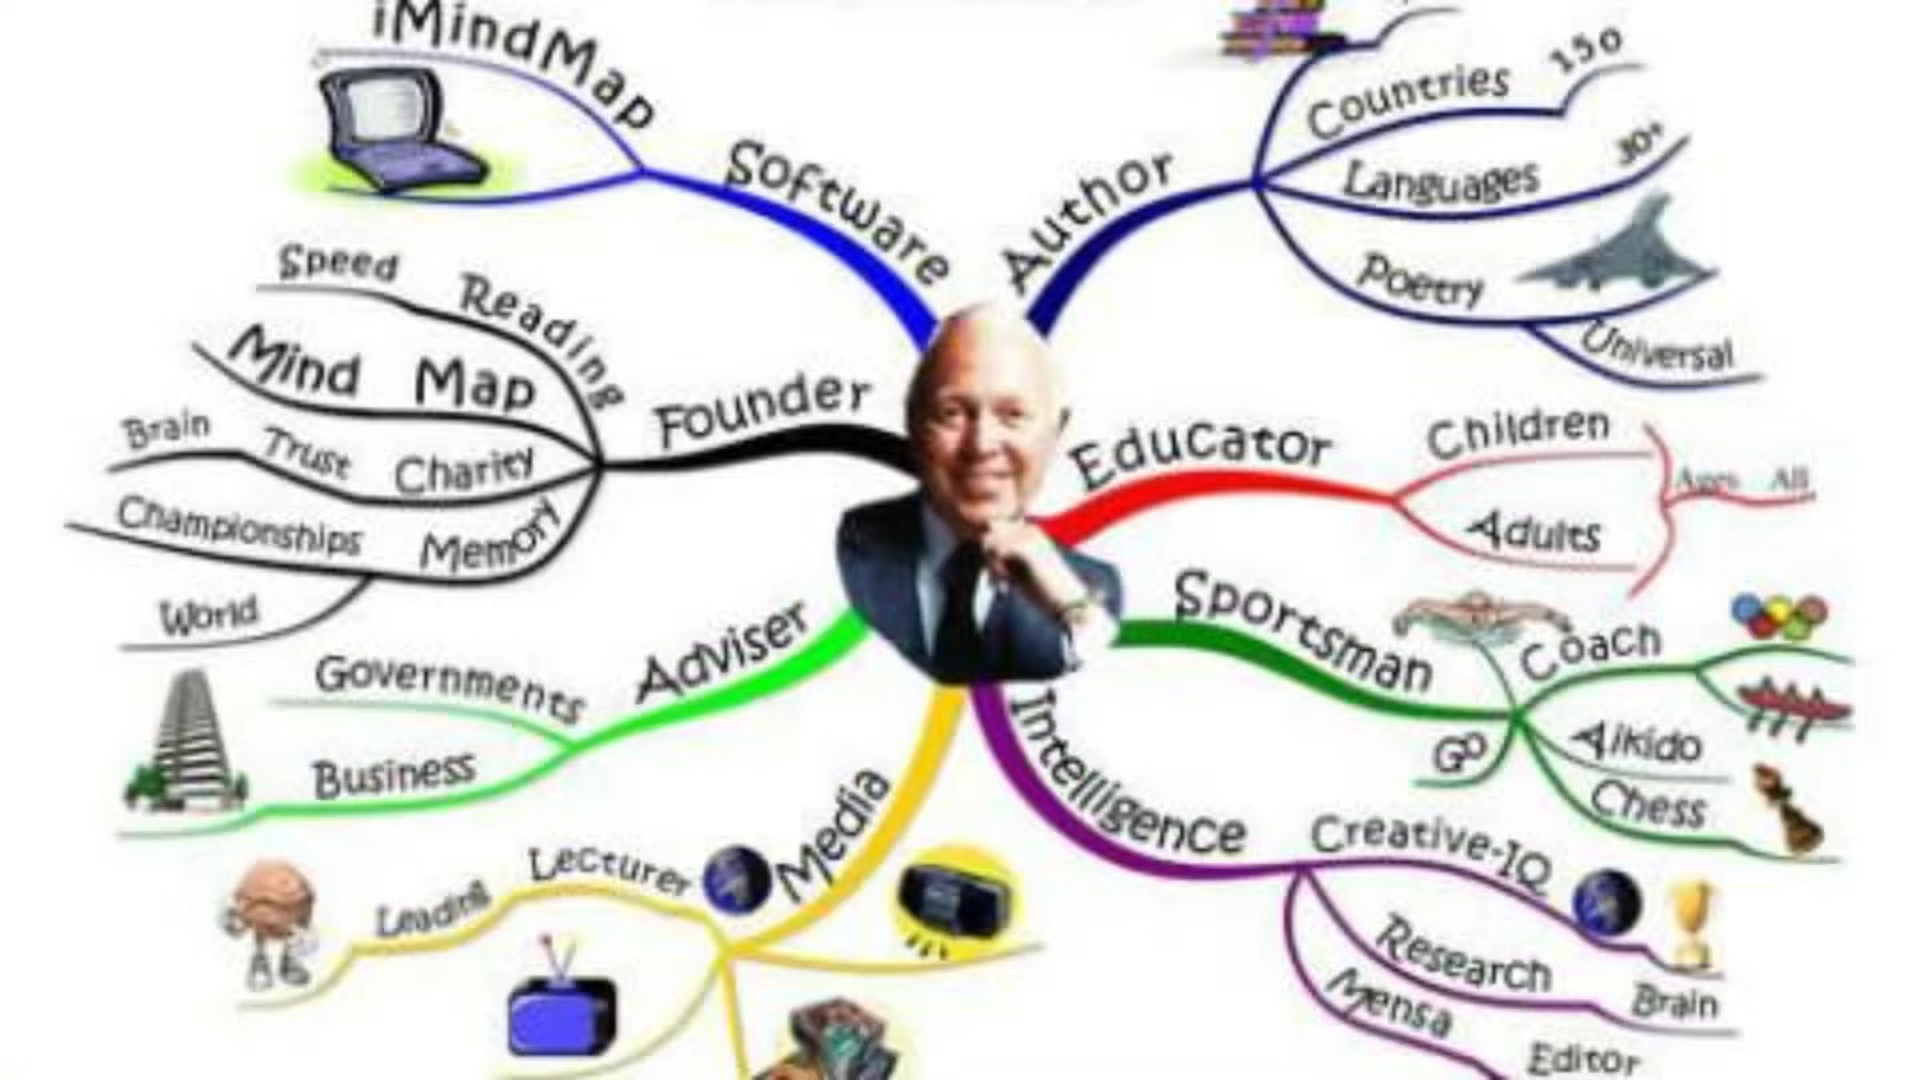 iMindMap
Software
Speed Reading
Mind Map
Brain Trust Charity
Championships Memory
World
Founder
Governments
Business
Adviser
Lecturer
Leading
Media
Author
Countries 150
Languages 30+
Poetry
Universal
Educator
Children
Adults
Ages All
Sportsman
Coach
Aikido
Chess
Go
Intelligence
Creative-IQ
Research
Brain
Mensa
Editor